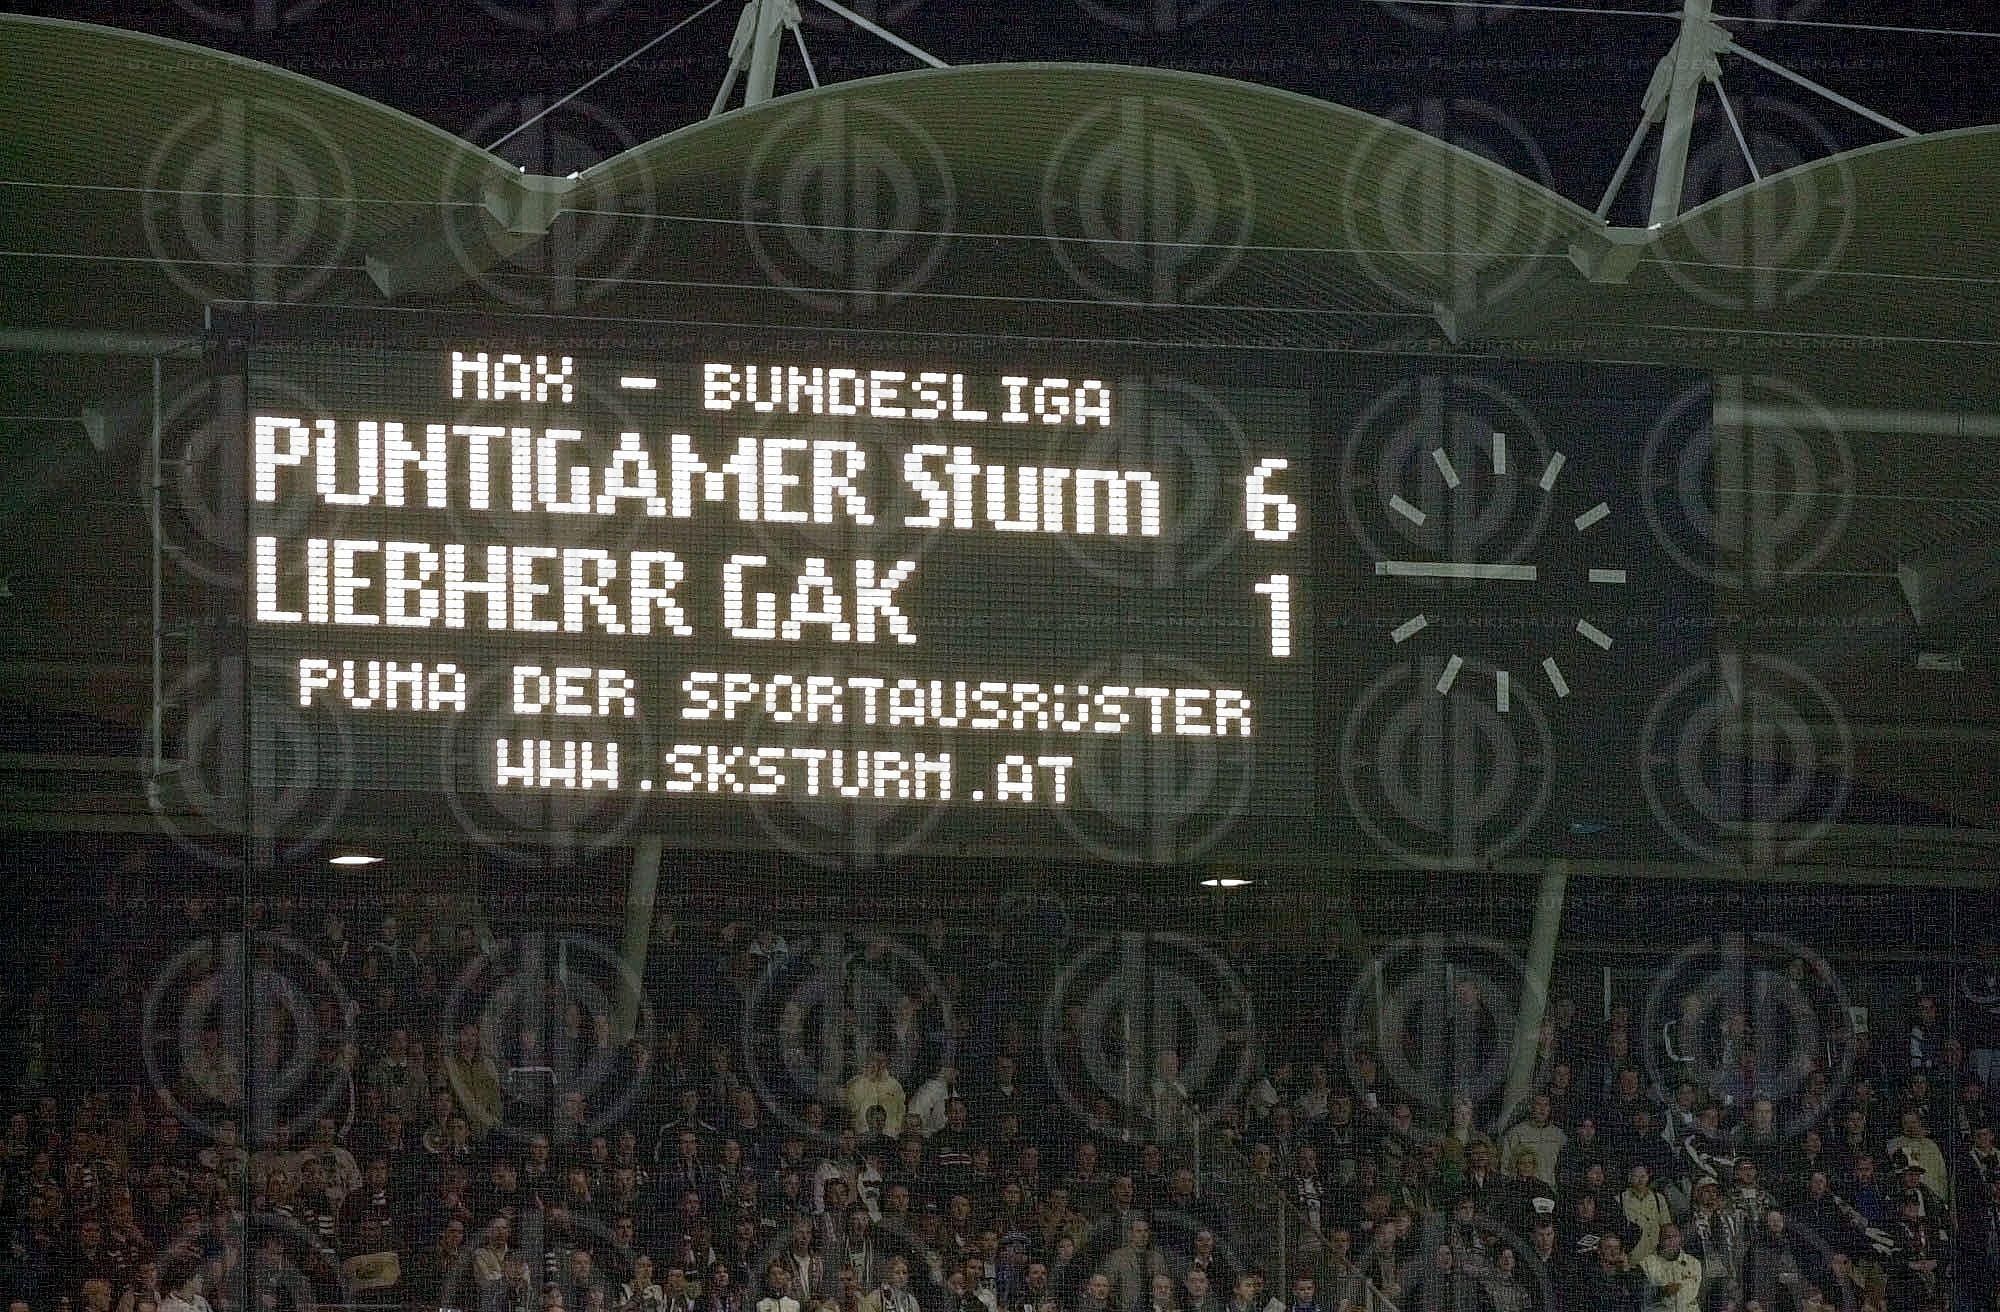 MAX - BUNDESLIGA
PUNTIGAMER Sturm 6
LIEBHERR GAK 1
PUMA DER SPORTAUSRÜSTER
WWW.SKSTURM.AT